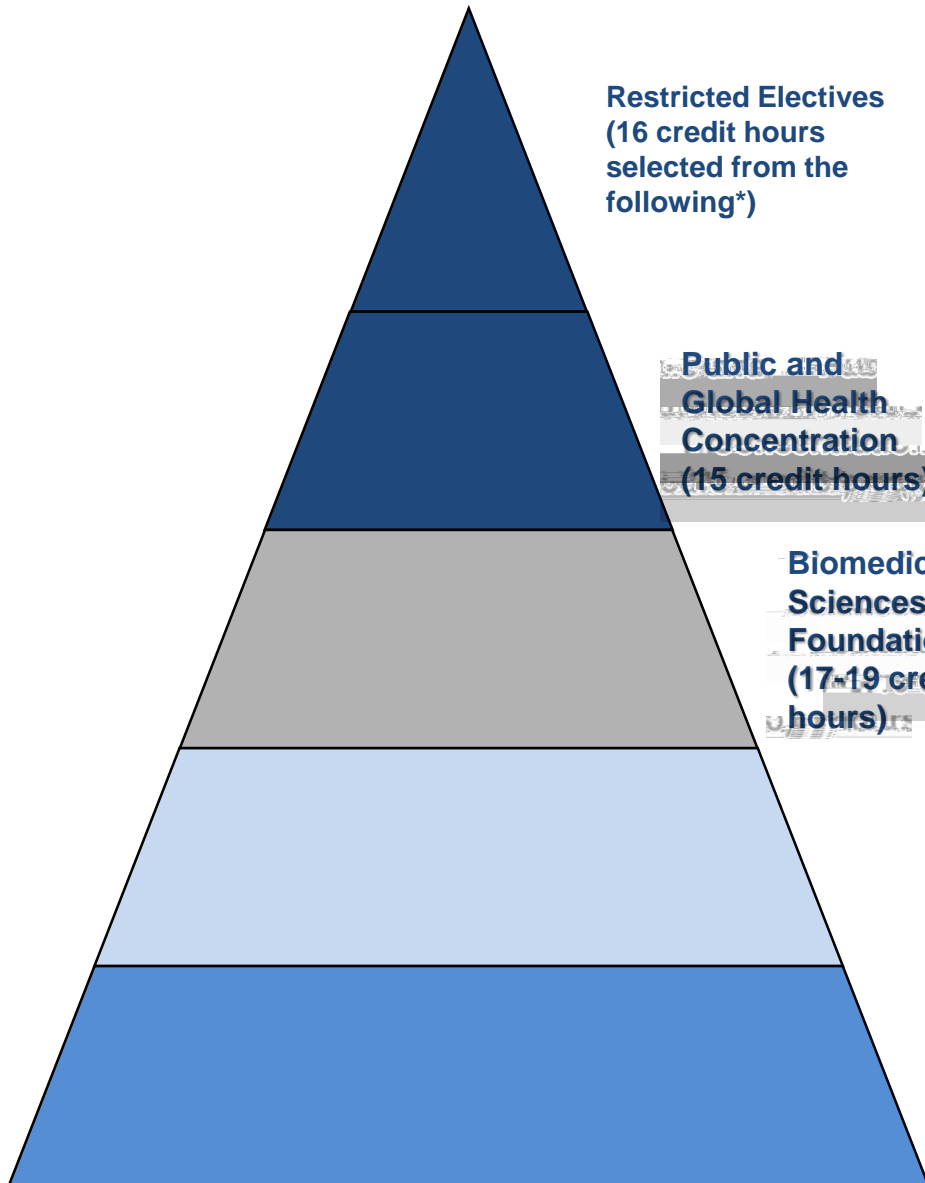 Restricted Electives
(16 credit hours
selected from the
following*)
Public and
Global Health
Concentration
(15 credit hours)
Biomedic
Sciences
Foundatio
(17-19 cre
hours)